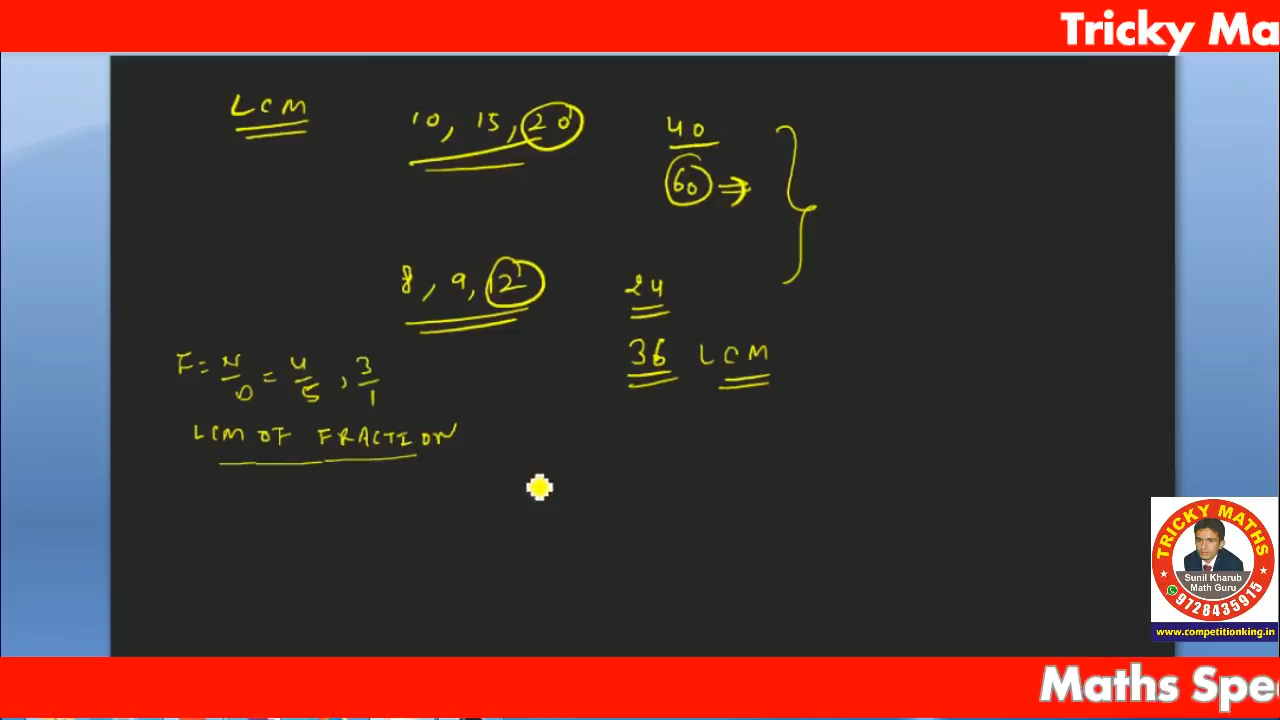 Tricky Ma
LCM 10, 15, 20 40
60 ⇒
8, 9, 12 24
36 LCM
F = N/D = 4/5 , 3/1
LCM OF FRACTION
TRICKY MATHS
Sunil Kharub
Math Guru
9728435915
www.competitionking.in
Maths Spe